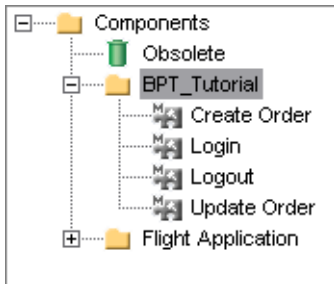 Components
Obsolete
BPT_Tutorial
Create Order
Login
Logout
Update Order
Flight Application